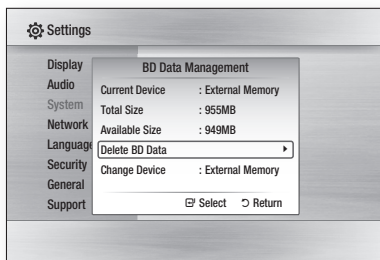 Settings
Display
Audio
System
Network
Language
Security
General
Support
BD Data Management
Current Device : External Memory
Total Size : 955MB
Available Size : 949MB
Delete BD Data
Change Device : External Memory
Select Return